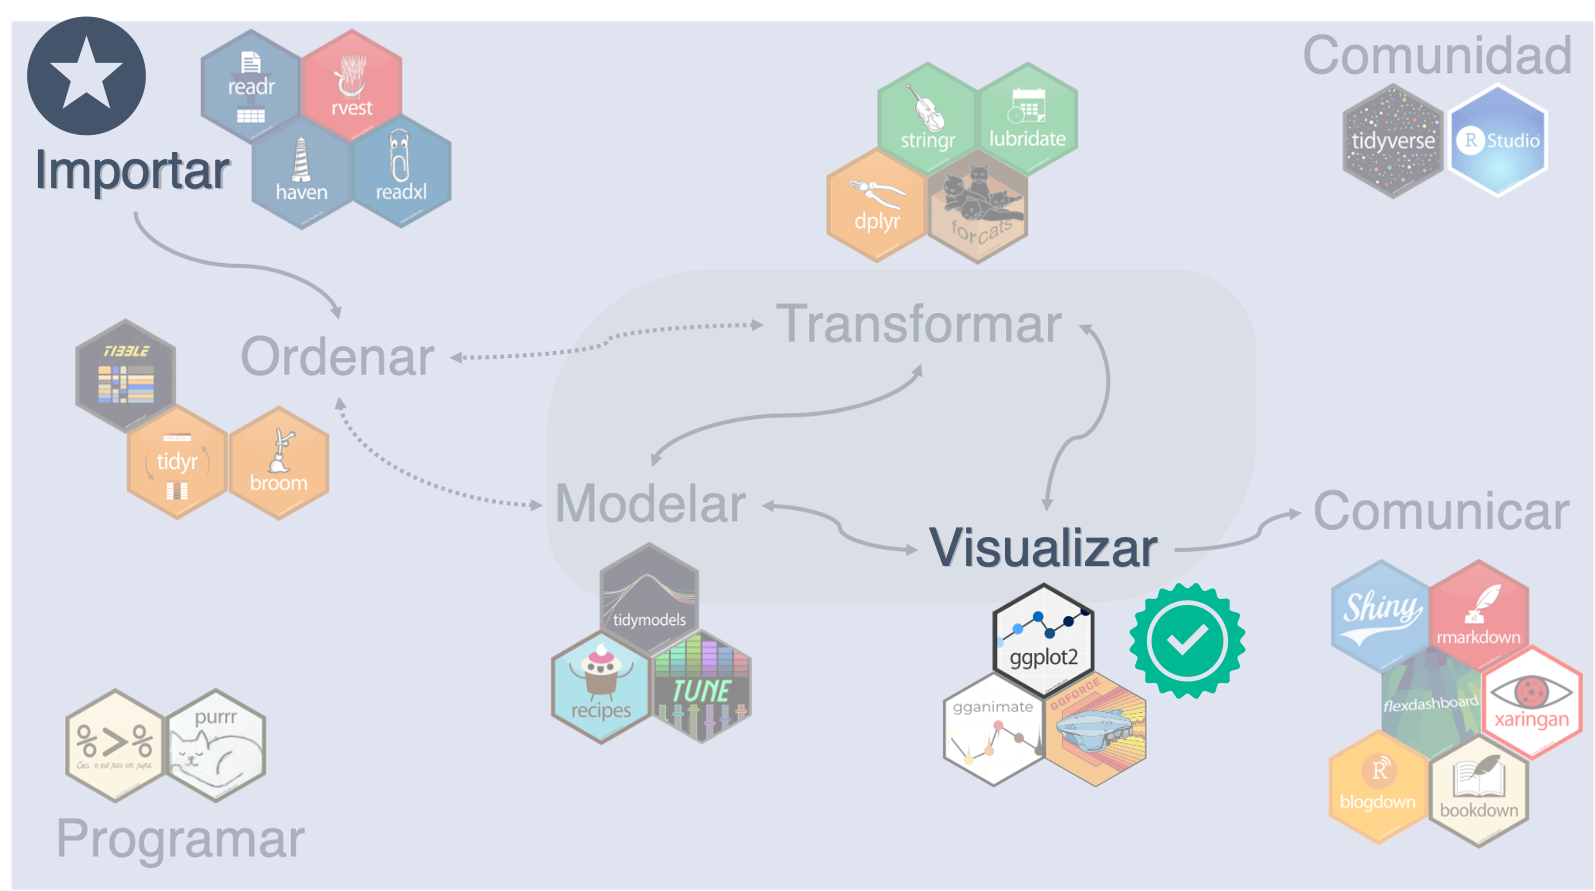 Importar
readr
rvest
haven
readxl
stringr
lubridate
dplyr
forcats
Comunidad
tidyverse
R Studio
Ordenar
TIBBLE
tidyr
broom
Transformar
Modelar
tidymodels
recipes
TUNE
Visualizar
ggplot2
gganimate
GGFORCE
Comunicar
Shiny
rmarkdown
flexdashboard
xaringan
R
blogdown
bookdown
%>%
Ceci n'est pas un pipe.
purrr
Programar